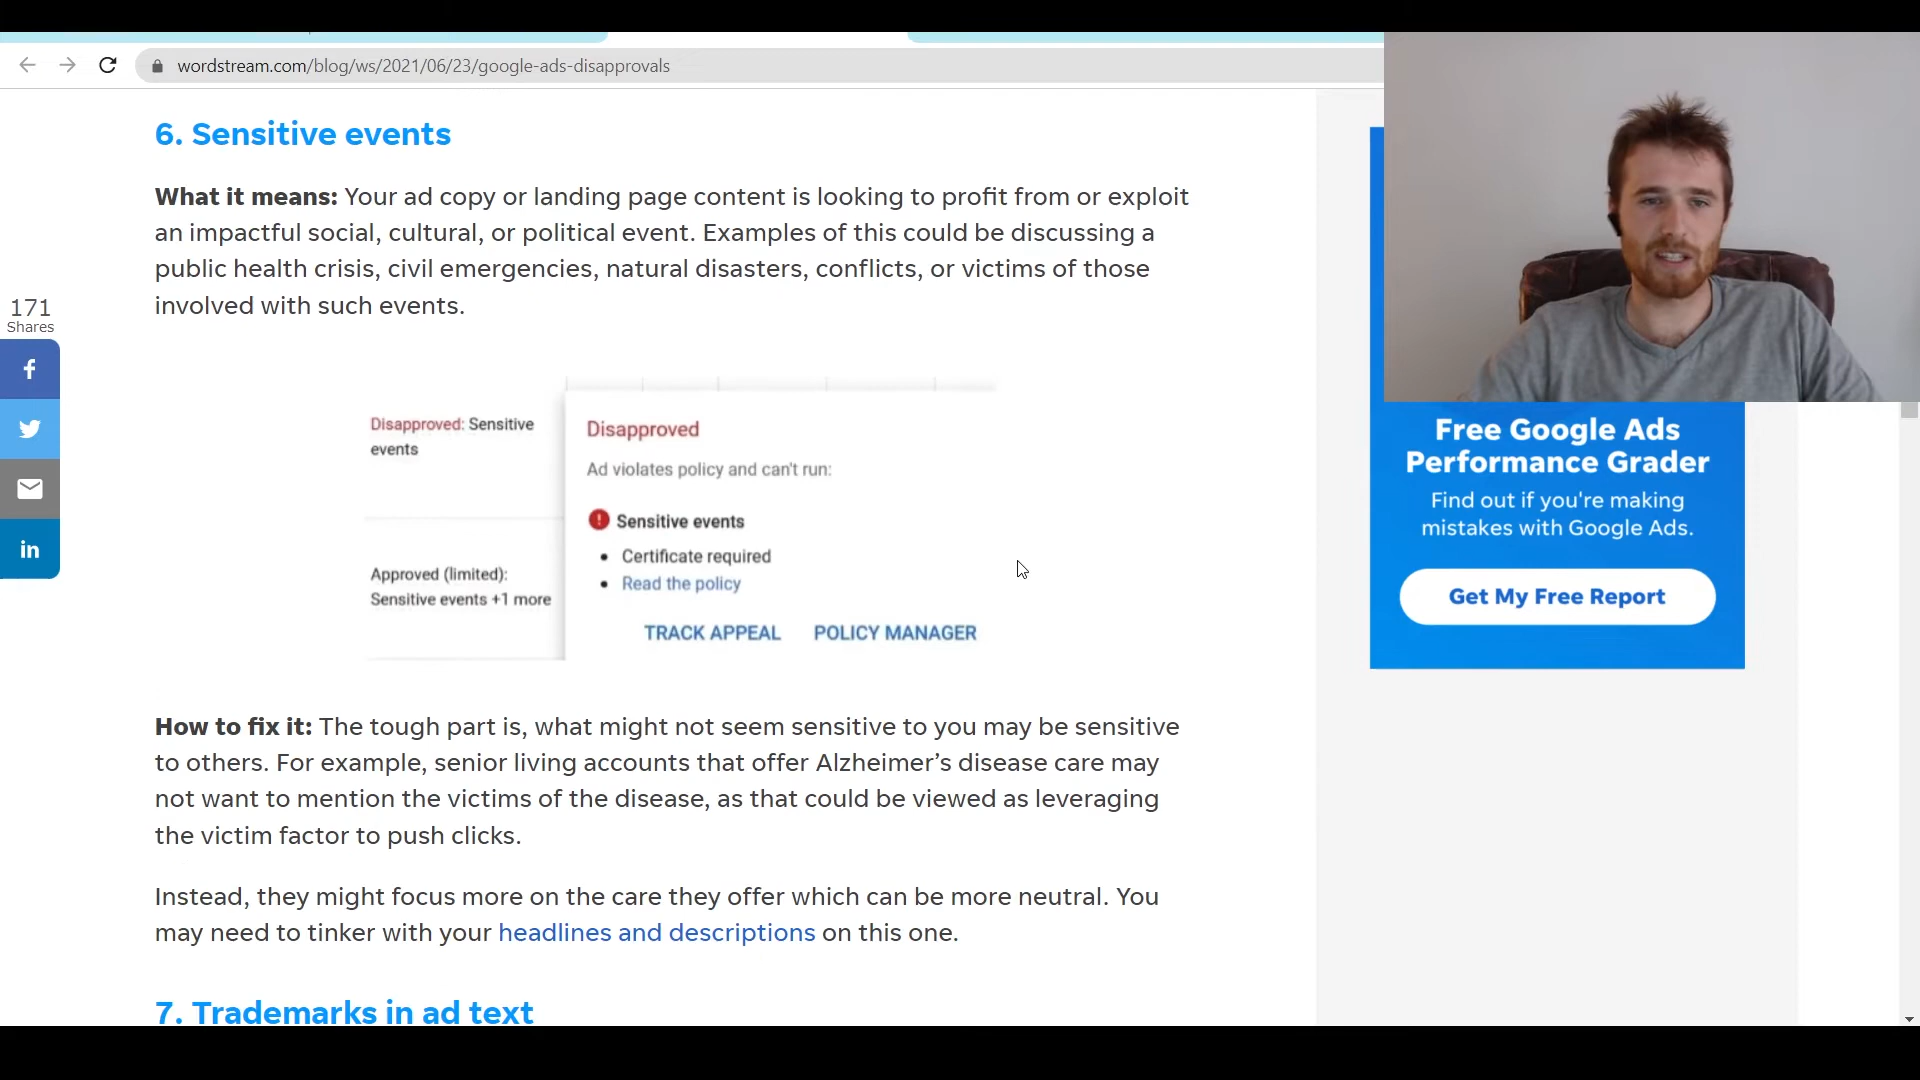 wordstream.com/blog/ws/2021/06/23/google-ads-disapprovals
6. Sensitive events
What it means: Your ad copy or landing page content is looking to profit from or exploit
an impactful social, cultural, or political event. Examples of this could be discussing a
public health crisis, civil emergencies, natural disasters, conflicts, or victims of those
involved with such events.
171
Shares
f
in
Disapproved: Sensitive
events
Approved (limited):
Sensitive events +1 more
Disapproved
Ad violates policy and can't run:
! Sensitive events
• Certificate required
• Read the policy
TRACK APPEAL POLICY MANAGER
Free Google Ads
Performance Grader
Find out if you're making
mistakes with Google Ads.
Get My Free Report
How to fix it: The tough part is, what might not seem sensitive to you may be sensitive
to others. For example, senior living accounts that offer Alzheimer’s disease care may
not want to mention the victims of the disease, as that could be viewed as leveraging
the victim factor to push clicks.
Instead, they might focus more on the care they offer which can be more neutral. You
may need to tinker with your headlines and descriptions on this one.
7. Trademarks in ad text